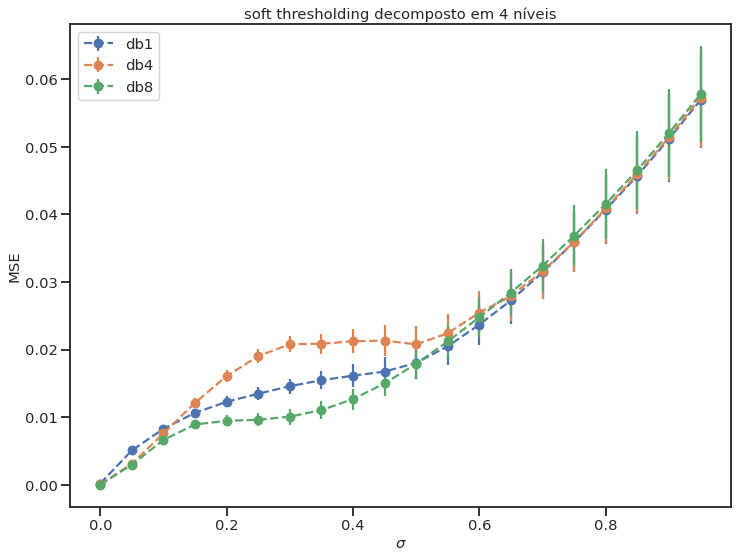 soft thresholding decomposto em 4 níveis
db1
db4
db8
MSE
0.06
0.05
0.04
0.03
0.02
0.01
0.00
0.0 0.2 0.4 0.6 0.8
σ